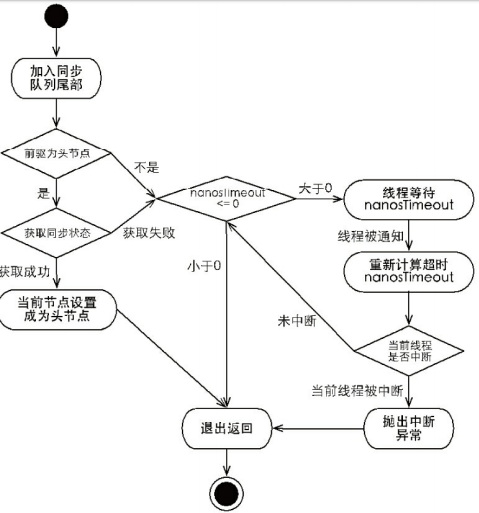 加入同步
队列尾部
前驱为头节点
不是
是
nanosTimeout
<= 0
大于0
线程等待
nanosTimeout
获取同步状态
获取失败
线程被通知
小于0
重新计算超时
nanosTimeout
获取成功
当前节点设置
成为头节点
未中断
当前线程
是否中断
当前线程被中断
退出返回
抛出中断
异常